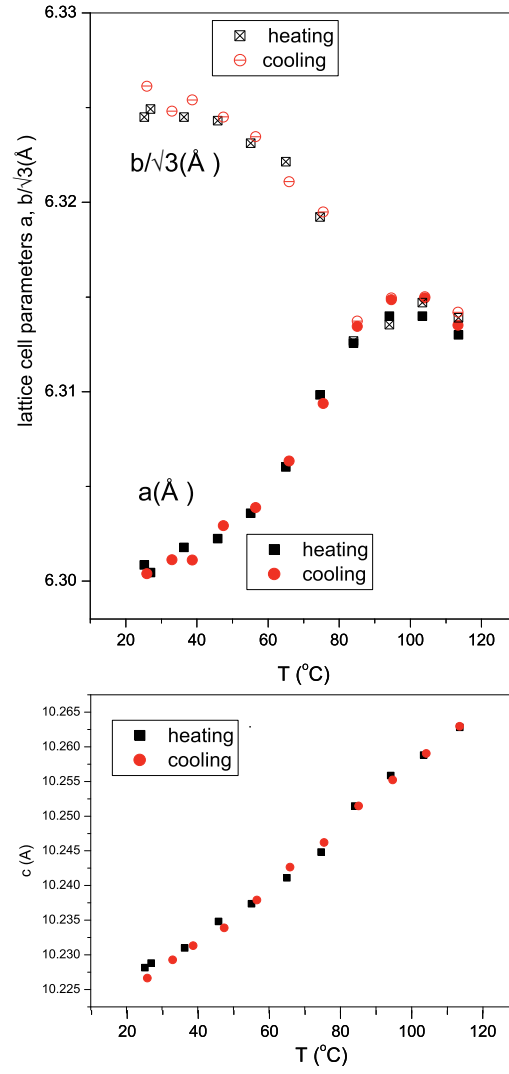 6.33
heating
cooling
b/√3(Å )
6.32
lattice cell parameters a, b/√3(Å )
6.31
a(Å )
heating
cooling
6.30
20 40 60 80 100 120
T (°C)
10.265
heating
cooling
10.260
10.255
10.250
10.245
c (A)
10.240
10.235
10.230
10.225
20 40 60 80 100 120
T (°C)